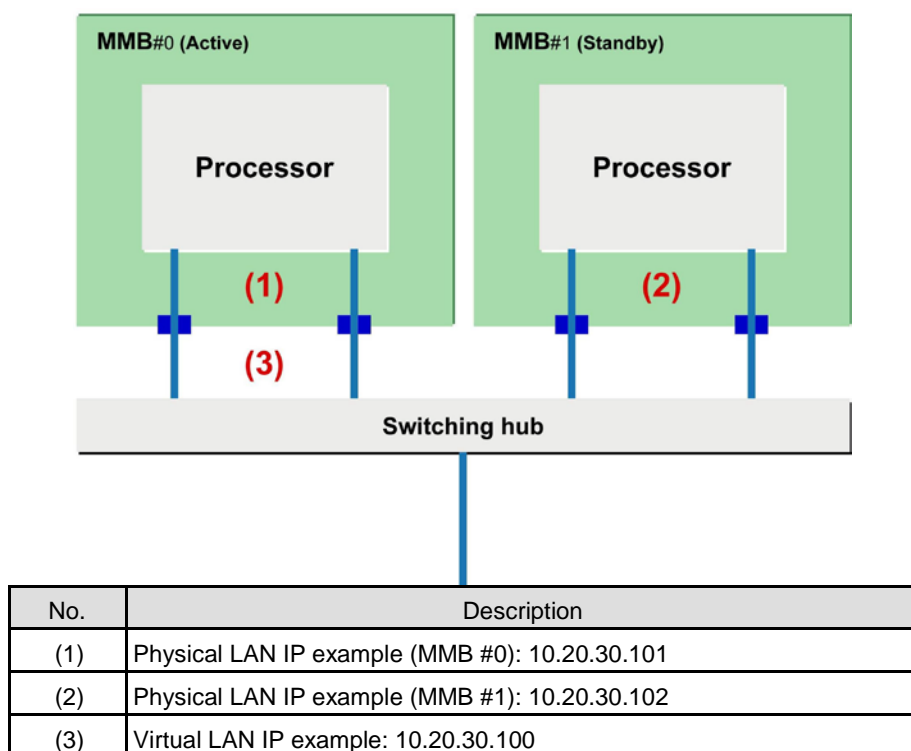 MMB#0 (Active)
MMB#1 (Standby)
Processor
Processor
(1)
(2)
(3)
Switching hub
No. Description
(1) Physical LAN IP example (MMB #0): 10.20.30.101
(2) Physical LAN IP example (MMB #1): 10.20.30.102
(3) Virtual LAN IP example: 10.20.30.100